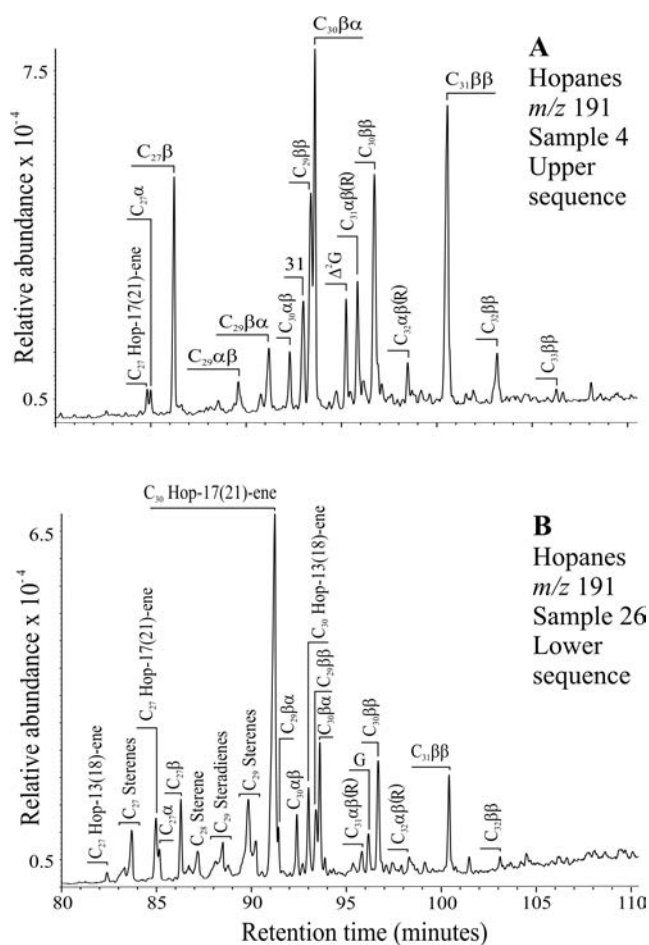 A
Hopanes
m/z 191
Sample 4
Upper
sequence
Relative abundance x 10⁻⁴
7.5
0.5
C₂₇ Hop-17(21)-ene
C₂₇α
C₂₇β
C₂₉αβ
C₂₉βα
C₃₀αβ
31
C₂₉ββ
C₃₀βα
Δ²G
C₃₁αβ(R)
C₃₀ββ
C₃₂αβ(R)
C₃₁ββ
C₃₂ββ
C₃₃ββ
B
Hopanes
m/z 191
Sample 26
Lower
sequence
Relative abundance x 10⁻⁴
6.5
0.5
C₂₇ Hop-13(18)-ene
C₂₇ Sterenes
C₂₇ Hop-17(21)-ene
C₂₇α
C₂₇β
C₂₈ Sterene
C₂₉ Steradienes
C₂₉ Sterenes
C₃₀ Hop-17(21)-ene
C₂₉βα
C₃₀αβ
C₃₀ Hop-13(18)-ene
C₂₉ββ
C₃₀βα
C₃₁αβ(R)
G
C₃₀ββ
C₃₂αβ(R)
C₃₁ββ
C₃₂ββ
80 85 90 95 100 105 110
Retention time (minutes)